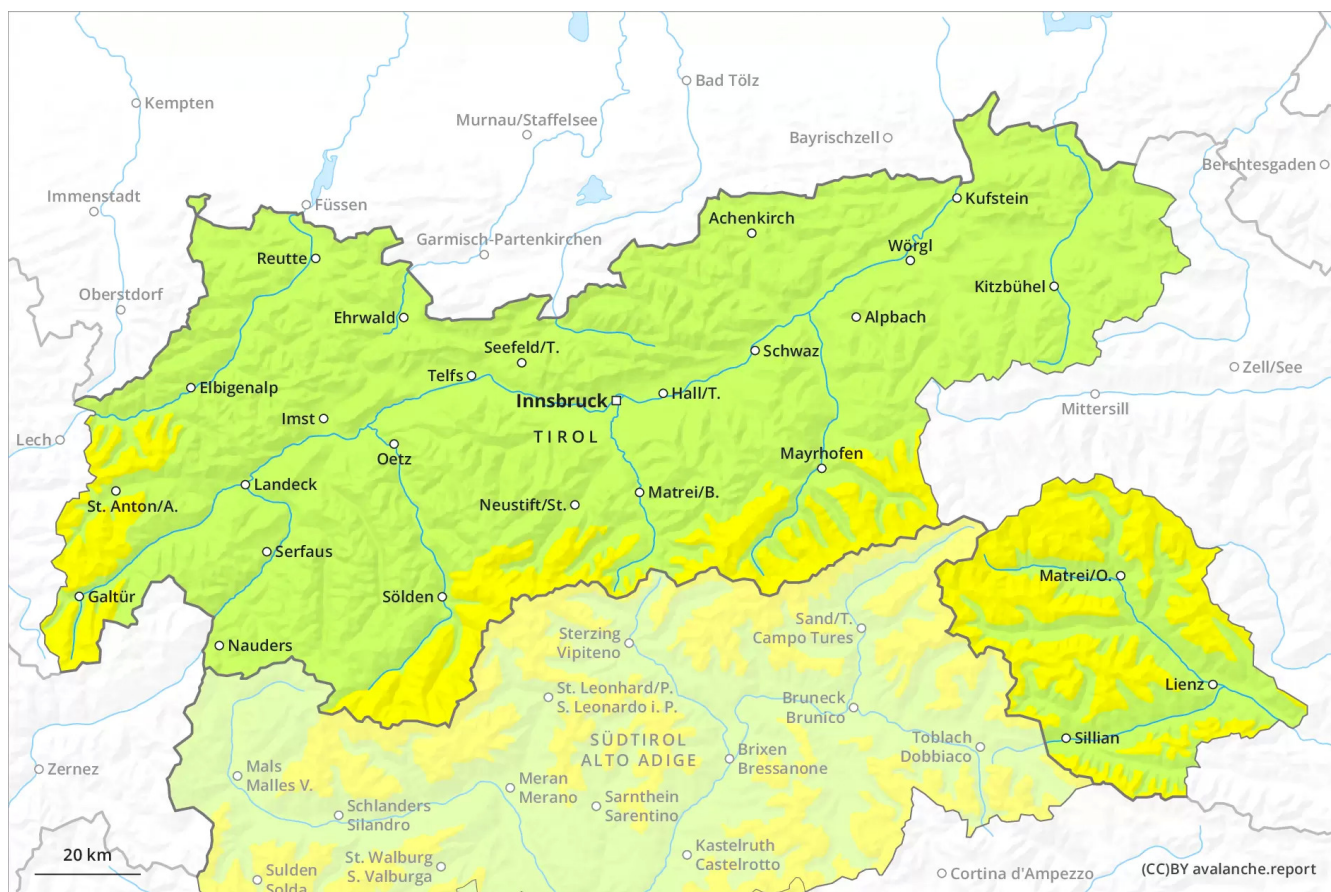 Kempten
Bad Tölz
Murnau/Staffelsee
Bayrischzell
Berchtesgaden
Immenstadt
Füssen
Kufstein
Achenkirch
Garmisch-Partenkirchen
Wörgl
Reutte
Kitzbühel
Oberstdorf
Ehrwald
Alpbach
Seefeld/T.
Schwaz
Zell/See
Telfs
Elbigenalp
Hall/T.
Innsbruck
Mittersill
Imst
TIROL
Lech
Oetz
Mayrhofen
Landeck
Matrei/B.
St. Anton/A.
Neustift/St.
Serfaus
Matrei/O.
Galtür
Sölden
Sand/T.
Campo Tures
Sterzing
Vipiteno
Nauders
Lienz
St. Leonhard/P.
S. Leonardo i. P.
Bruneck
Brunico
Sillian
SÜDTIROL
ALTO ADIGE
Toblach
Dobbiaco
Brixen
Bressanone
Zernez
Mals
Malles V.
Meran
Merano
Sarnthein
Sarentino
Schlanders
Silandro
Kastelruth
Castelrotto
20 km
St. Walburg
S. Valburga
Sulden
Solda
Cortina d'Ampezzo
(CC)BY avalanche.report